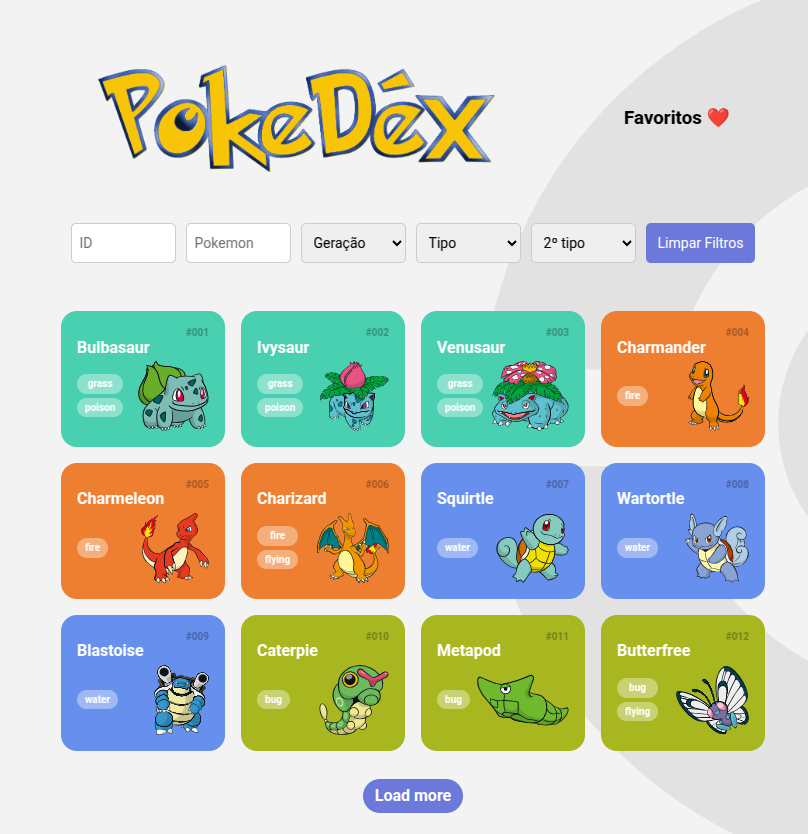 PokeDéx
Favoritos ❤️
ID
Pokemon
Geração
Tipo
2º tipo
Limpar Filtros
#001
Bulbasaur
grass
poison
#002
Ivysaur
grass
poison
#003
Venusaur
grass
poison
#004
Charmander
fire
#005
Charmeleon
fire
#006
Charizard
fire
flying
#007
Squirtle
water
#008
Wartortle
water
#009
Blastoise
water
#010
Caterpie
bug
#011
Metapod
bug
#012
Butterfree
bug
flying
Load more